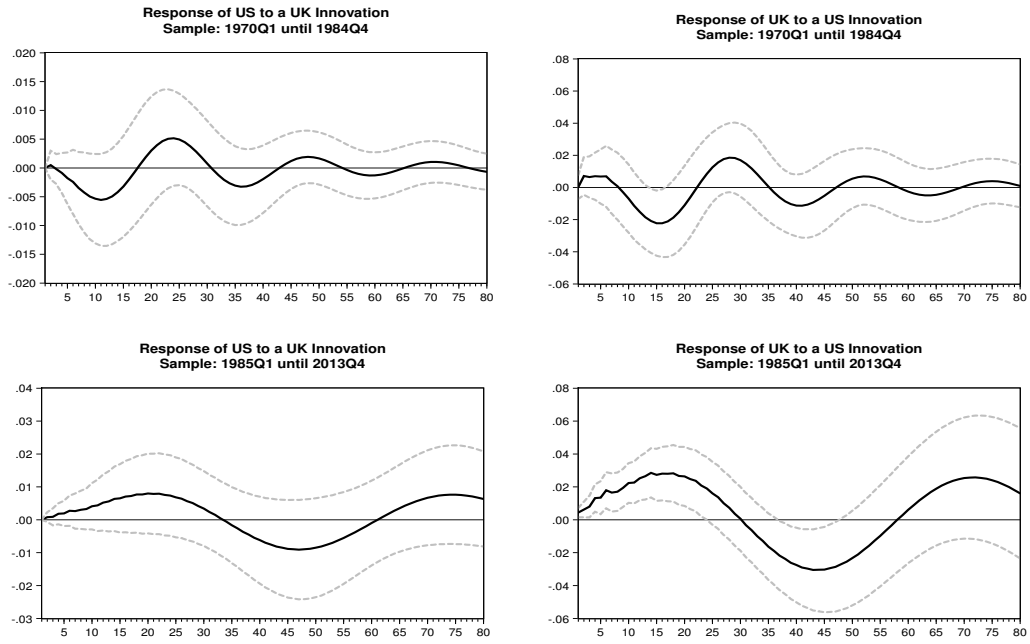 Response of US to a UK Innovation
Sample: 1970Q1 until 1984Q4
.020
.015
.010
.005
.000
-.005
-.010
-.015
-.020
5 10 15 20 25 30 35 40 45 50 55 60 65 70 75 80
Response of UK to a US Innovation
Sample: 1970Q1 until 1984Q4
.08
.04
.02
.00
-.02
-.04
-.06
5 10 15 20 25 30 35 40 45 50 55 60 65 70 75 80
Response of US to a UK Innovation
Sample: 1985Q1 until 2013Q4
.04
.03
.02
.01
.00
-.01
-.02
-.03
5 10 15 20 25 30 35 40 45 50 55 60 65 70 75 80
Response of UK to a US Innovation
Sample: 1985Q1 until 2013Q4
.08
.06
.04
.02
.00
-.02
-.04
-.06
5 10 15 20 25 30 35 40 45 50 55 60 65 70 75 80